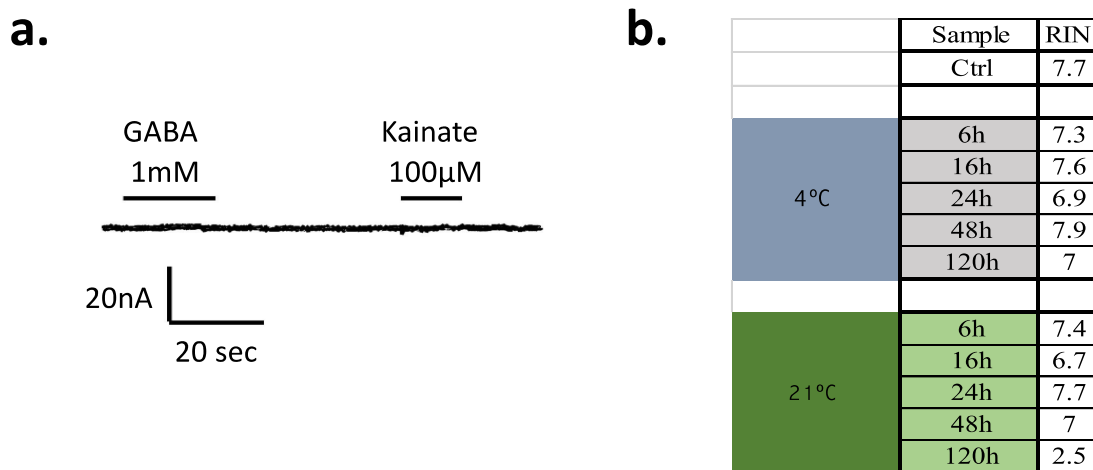 a.
GABA
1mM
Kainate
100µM
20nA
20 sec
b.
Sample RIN
Ctrl 7.7
4ºC
6h 7.3
16h 7.6
24h 6.9
48h 7.9
120h 7
21ºC
6h 7.4
16h 6.7
24h 7.7
48h 7
120h 2.5